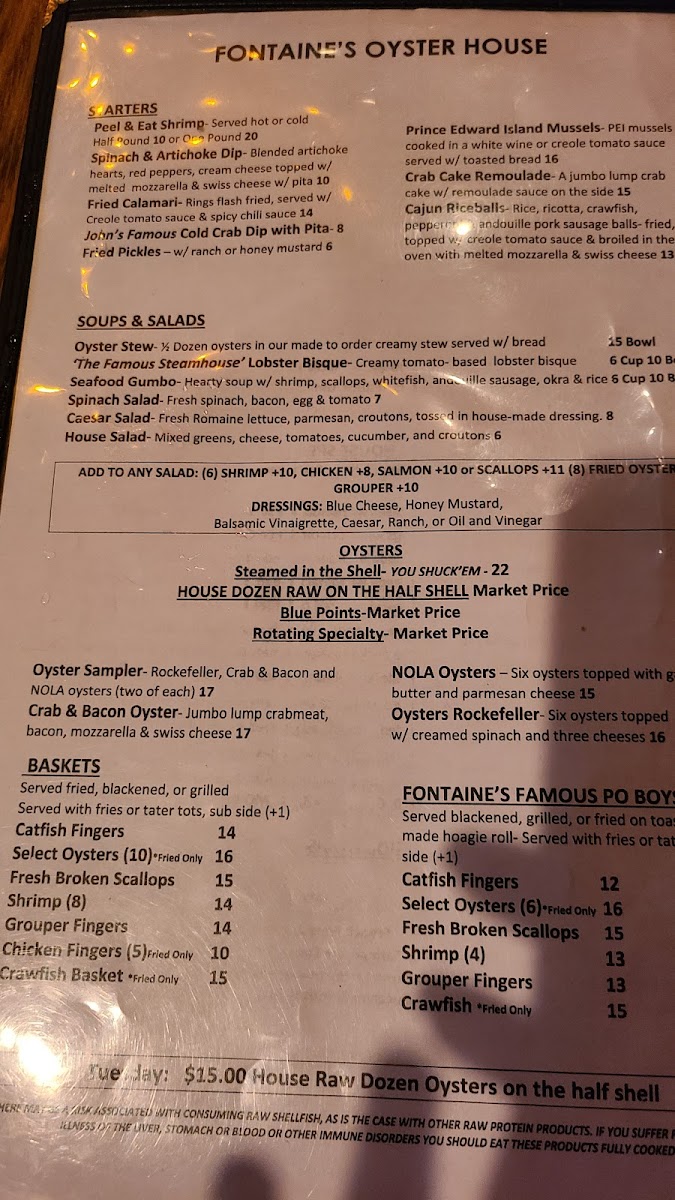 FONTAINE'S OYSTER HOUSE
STARTERS
Peel & Eat Shrimp- Served hot or cold
Half Pound 10 or One Pound 20
Spinach & Artichoke Dip- Blended artichoke
hearts, red peppers, cream cheese topped w/
melted mozzarella & swiss cheese w/ pita 10
Fried Calamari- Rings flash fried, served w/
Creole tomato sauce & spicy chili sauce 14
John's Famous Cold Crab Dip with Pita- 8
Fried Pickles – w/ ranch or honey mustard 6
Prince Edward Island Mussels- PEI mussels
cooked in a white wine or creole tomato sauce
served w/ toasted bread 16
Crab Cake Remoulade- A jumbo lump crab
cake w/ remoulade sauce on the side 15
Cajun Riceballs- Rice, ricotta, crawfish,
andouille pork sausage balls- fried,
topped w/ creole tomato sauce & broiled in the
oven with melted mozzarella & swiss cheese 13
SOUPS & SALADS
Oyster Stew- ½ Dozen oysters in our made to order creamy stew served w/ bread 15 Bowl
'The Famous Steamhouse' Lobster Bisque- Creamy tomato- based lobster bisque 6 Cup 10
Seafood Gumbo- Hearty soup w/ shrimp, scallops, whitefish, andouille sausage, okra & rice 6 Cup 10
Spinach Salad- Fresh spinach, bacon, egg & tomato 7
Caesar Salad- Fresh Romaine lettuce, parmesan, croutons, tossed in house-made dressing. 8
House Salad- Mixed greens, cheese, tomatoes, cucumber, and croutons 6
ADD TO ANY SALAD: (6) SHRIMP +10, CHICKEN +8, SALMON +10 or SCALLOPS +11 (8) FRIED OYSTER
GROUPER +10
DRESSINGS: Blue Cheese, Honey Mustard,
Balsamic Vinaigrette, Caesar, Ranch, or Oil and Vinegar
OYSTERS
Steamed in the Shell- YOU SHUCK'EM - 22
HOUSE DOZEN RAW ON THE HALF SHELL Market Price
Blue Points-Market Price
Rotating Specialty- Market Price
Oyster Sampler- Rockefeller, Crab & Bacon and
NOLA oysters (two of each) 17
Crab & Bacon Oyster- Jumbo lump crabmeat,
bacon, mozzarella & swiss cheese 17
NOLA Oysters – Six oysters topped with
butter and parmesan cheese 15
Oysters Rockefeller- Six oysters topped
w/ creamed spinach and three cheeses 16
BASKETS
Served fried, blackened, or grilled
Served with fries or tater tots, sub side (+1)
Catfish Fingers 14
Select Oysters (10)*Fried Only 16
Fresh Broken Scallops 15
Shrimp (8) 14
Grouper Fingers 14
Chicken Fingers (5)Fried Only 10
Crawfish Basket *Fried Only 15
FONTAINE'S FAMOUS PO BOYS
Served blackened, grilled, or fried on
made hoagie roll- Served with fries or
side (+1)
Catfish Fingers 12
Select Oysters (6)*Fried Only 16
Fresh Broken Scallops 15
Shrimp (4) 13
Grouper Fingers 13
Crawfish *Fried Only 15
Tuesday: $15.00 House Raw Dozen Oysters on the half shell
THERE MAY BE A RISK ASSOCIATED WITH CONSUMING RAW SHELLFISH, AS IS THE CASE WITH OTHER RAW PROTEIN PRODUCTS. IF YOU SUFFER
ILLNESS OF THE LIVER, STOMACH OR BLOOD OR OTHER IMMUNE DISORDERS YOU SHOULD EAT THESE PRODUCTS FULLY COOKED